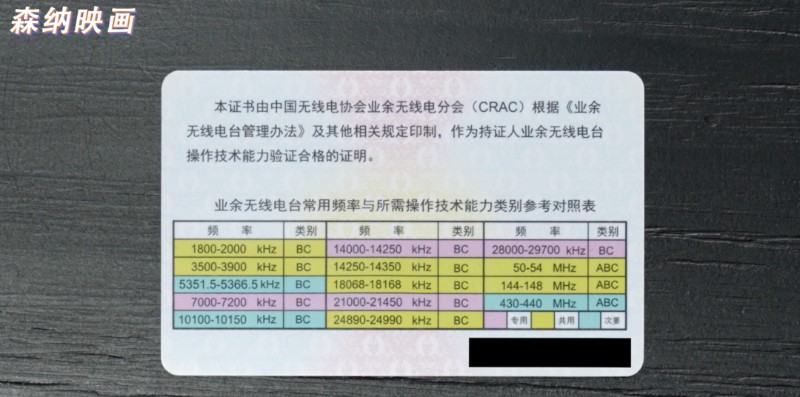 森纳映画
本证书由中国无线电协会业余无线电分会（CRAC）根据《业余
无线电台管理办法》及其他相关规定印制，作为持证人业余无线电台
操作技术能力验证合格的证明。
业余无线电台常用频率与所需操作技术能力类别参考对照表
频 率 类别 频 率 类别 频 率 类别
1800-2000 kHz BC 14000-14250 kHz BC 28000-29700 kHz BC
3500-3900 kHz BC 14250-14350 kHz BC 50-54 MHz ABC
5351.5-5366.5 kHz BC 18068-18168 kHz BC 144-148 MHz ABC
7000-7200 kHz BC 21000-21450 kHz BC 430-440 MHz ABC
10100-10150 kHz BC 24890-24990 kHz BC 专用 共用 次要